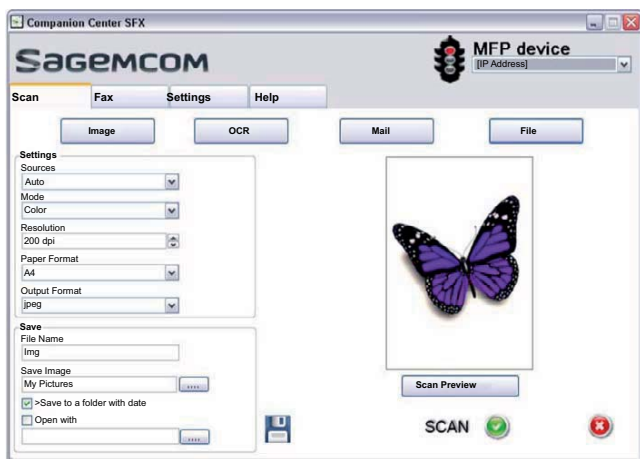 Companion Center SFX
Sagemcom
MFP device
[IP Address]
Scan Fax Settings Help
Image OCR Mail File
Settings
Sources
Auto
Mode
Color
Resolution
200 dpi
Paper Format
A4
Output Format
jpeg
Save
File Name
Img
Save Image
My Pictures
....
>Save to a folder with date
Open with
....
Scan Preview
SCAN